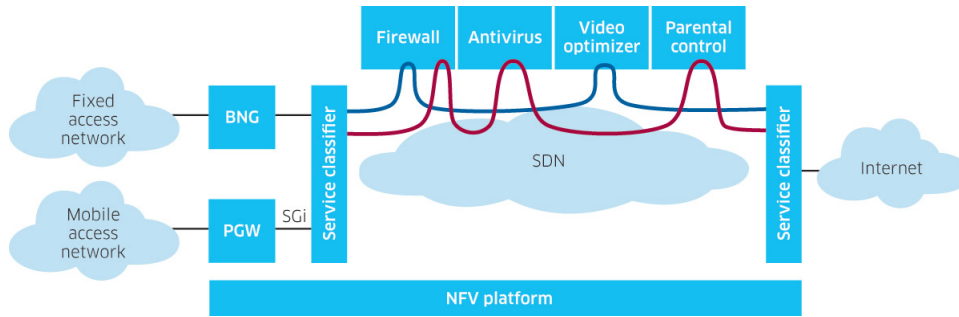 Firewall
Antivirus
Video
optimizer
Parental
control
Fixed
access
network
BNG
Service classifier
SDN
Service classifier
Internet
Mobile
access
network
PGW
SGi
NFV platform